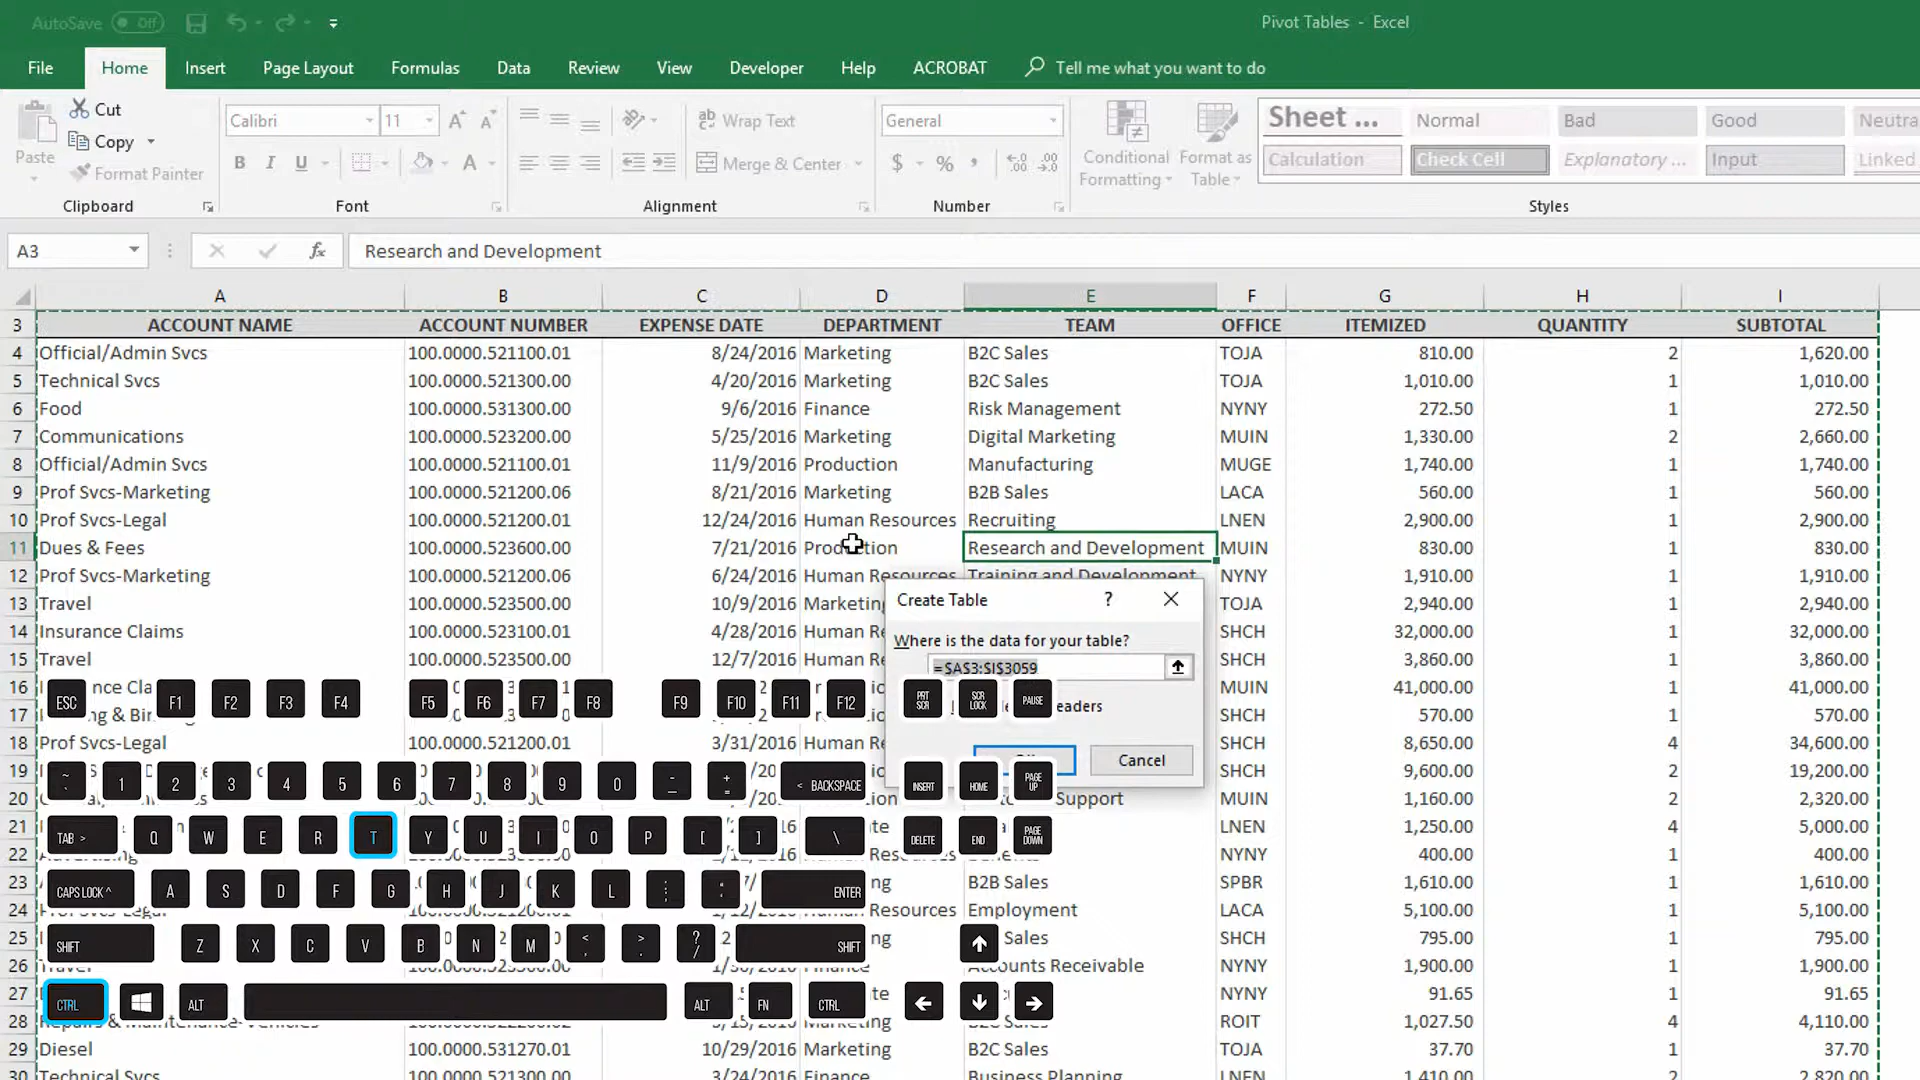 AutoSave Off
Pivot Tables - Excel
File Home Insert Page Layout Formulas Data Review View Developer Help ACROBAT Tell me what you want to do
Paste Cut Copy Format Painter
Calibri 11
B I U A
Wrap Text
Merge & Center
General
$ % ,
Conditional Formatting
Format as Table
Sheet ... Normal Bad Good Neutra
Calculation Check Cell Explanatory ... Input Linked
Clipboard Font Alignment Number Styles
A3 fx Research and Development
A B C D E F G H I
3 ACCOUNT NAME ACCOUNT NUMBER EXPENSE DATE DEPARTMENT TEAM OFFICE ITEMIZED QUANTITY SUBTOTAL
4 Official/Admin Svcs 100.0000.521100.01 8/24/2016 Marketing B2C Sales TOJA 810.00 2 1,620.00
5 Technical Svcs 100.0000.521300.00 4/20/2016 Marketing B2C Sales TOJA 1,010.00 1 1,010.00
6 Food 100.0000.531300.00 9/6/2016 Finance Risk Management NYNY 272.50 1 272.50
7 Communications 100.0000.523200.00 5/25/2016 Marketing Digital Marketing MUIN 1,330.00 2 2,660.00
8 Official/Admin Svcs 100.0000.521100.01 11/9/2016 Production Manufacturing MUGE 1,740.00 1 1,740.00
9 Prof Svcs-Marketing 100.0000.521200.06 8/21/2016 Marketing B2B Sales LACA 560.00 1 560.00
10 Prof Svcs-Legal 100.0000.521200.01 12/24/2016 Human Resources Recruiting LNEN 2,900.00 1 2,900.00
11 Dues & Fees 100.0000.523600.00 7/21/2016 Production Research and Development MUIN 830.00 1 830.00
12 Prof Svcs-Marketing 100.0000.521200.06 6/24/2016 Human Resources Training and Development NYNY 1,910.00 1 1,910.00
13 Travel 100.0000.523500.00 10/9/2016 Marketing TOJA 2,940.00 1 2,940.00
14 Insurance Claims 100.0000.523100.01 4/28/2016 Human SHCH 32,000.00 1 32,000.00
15 Travel 100.0000.523500.00 12/7/2016 Human SHCH 3,860.00 1 3,860.00
Create Table ? 
Where is the data for your table?
=$A$3:$I$3059
eaders
Cancel
16 MUIN 41,000.00 1 41,000.00
17 SHCH 570.00 1 570.00
18 Prof Svcs-Legal 100.0000.521200.01 3/31/2016 Human SHCH 8,650.00 4 34,600.00
19 SHCH 9,600.00 2 19,200.00
20 Support MUIN 1,160.00 2 2,320.00
21 LNEN 1,250.00 4 5,000.00
22 NYNY 400.00 1 400.00
23 B2B Sales SPBR 1,610.00 1 1,610.00
24 Resources Employment LACA 5,100.00 1 5,100.00
25 Sales SHCH 795.00 1 795.00
26 Travel Finance Accounts Receivable NYNY 1,900.00 1 1,900.00
27 NYNY 91.65 1 91.65
28 Marketing B2C Sales ROIT 1,027.50 4 4,110.00
29 Diesel 100.0000.531270.01 10/29/2016 Marketing B2C Sales TOJA 37.70 1 37.70
30 Technical Svcs 100.0000.521300.00 3/24/2016 Finance Business Planning LNEN 1,410.00 2 2,820.00
ESC F1 F2 F3 F4 F5 F6 F7 F8 F9 F10 F11 F12 PRT SCR SCR LOCK PAUSE
~ ` 1 2 3 4 5 6 7 8 9 0 _ - + = < BACKSPACE INSERT HOME PAGE UP
TAB > Q W E R T Y U I O P [ ] \ DELETE END PAGE DOWN
CAPS LOCK ^ A S D F G H J K L : ; " ' ENTER
SHIFT Z X C V B N M < , > . ? / SHIFT ↑
CTRL ALT ALT FN CTRL ← ↓ →